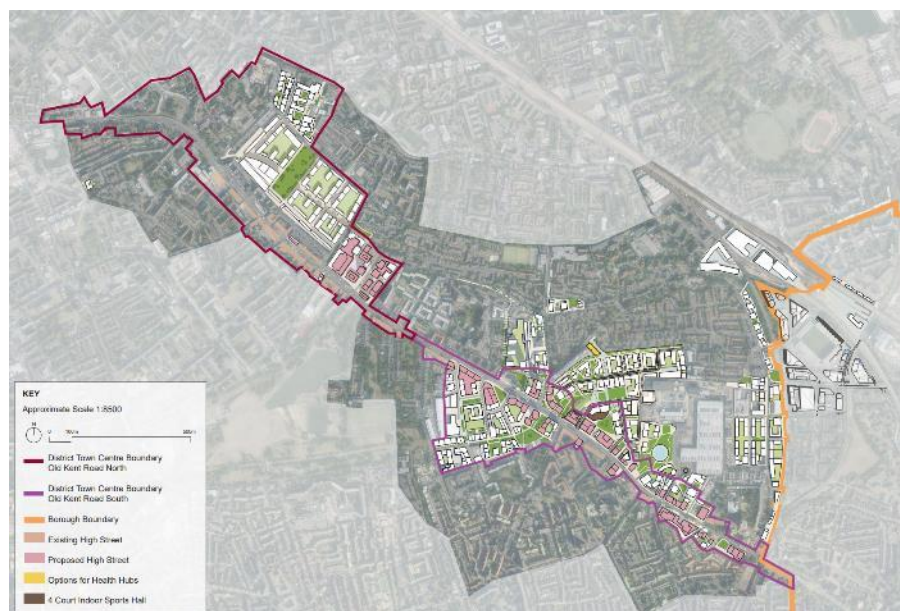 KEY
Approximate Scale 1:8500
N
0
District Town Centre Boundary
Old Kent Road North
District Town Centre Boundary
Old Kent Road South
Borough Boundary
Existing High Street
Proposed High Street
Options for Health Hubs
4 Court Indoor Sports Hall